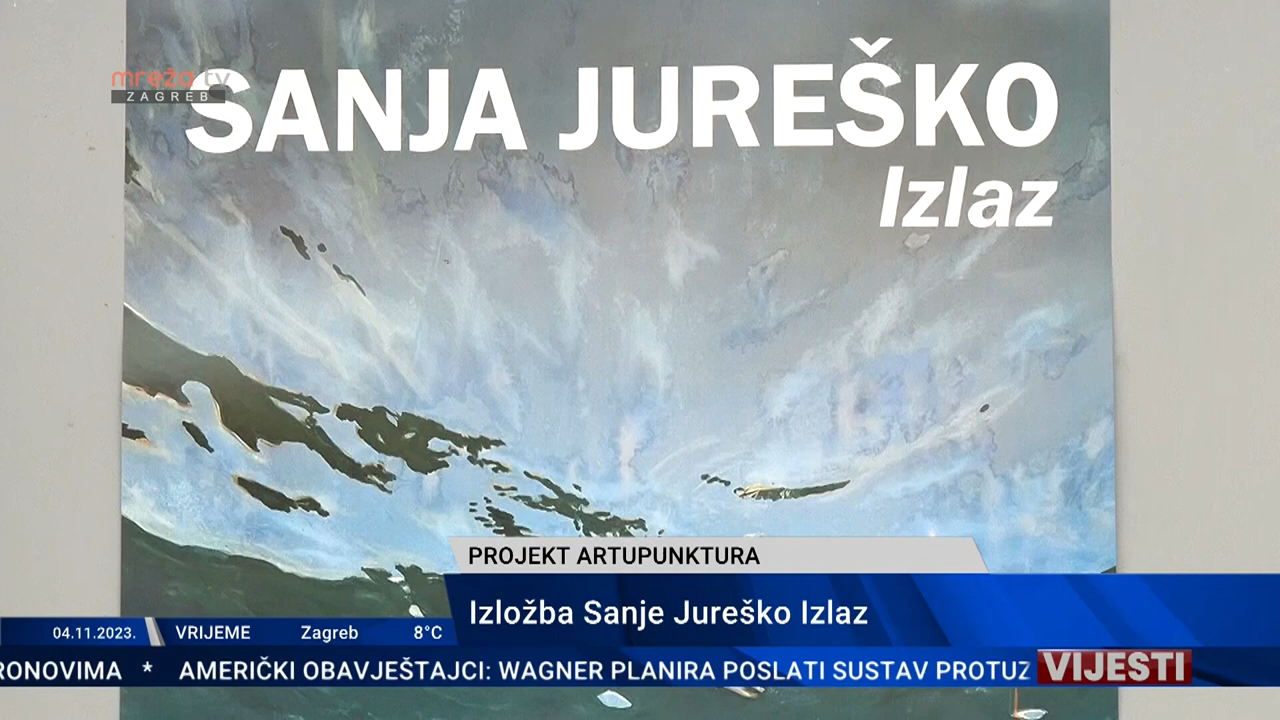 mreža tv
ZAGREB
SANJA JUREŠKO
Izlaz
PROJEKT ARTUPUNKTURA
Izložba Sanje Jureško Izlaz
04.11.2023. VRIJEME Zagreb 8°C
RONOVIMA * AMERIČKI OBAVJEŠTAJCI: WAGNER PLANIRA POSLATI SUSTAV PROTUZ
VIJESTI